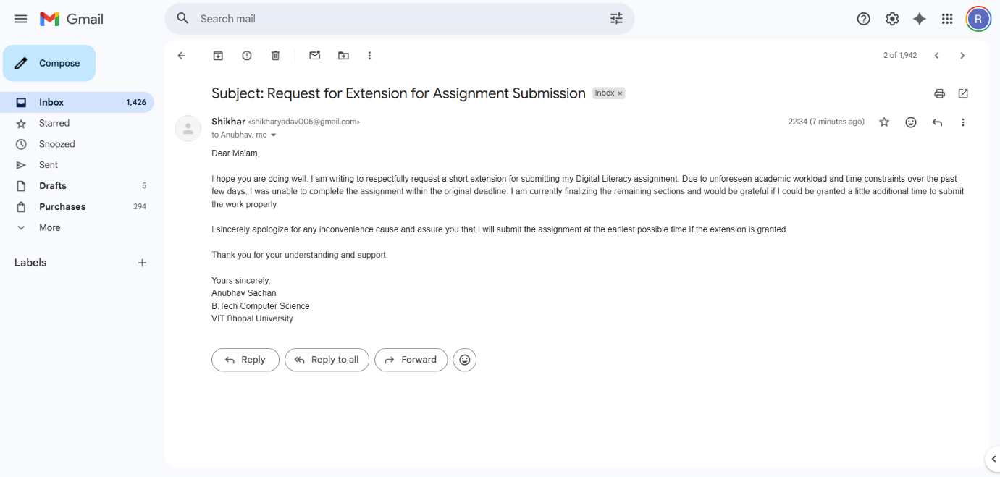 Gmail
Search mail
R
Compose
2 of 1,942
Inbox 1,426
Starred
Snoozed
Sent
Drafts 5
Purchases 294
More
Labels
Subject: Request for Extension for Assignment Submission Inbox ×
Shikhar <shikharyadav005@gmail.com> 22:34 (7 minutes ago)
to Anubhav, me
Dear Ma'am,
I hope you are doing well. I am writing to respectfully request a short extension for submitting my Digital Literacy assignment. Due to unforeseen academic workload and time constraints over the past
few days, I was unable to complete the assignment within the original deadline. I am currently finalizing the remaining sections and would be grateful if I could be granted a little additional time to submit
the work properly.
I sincerely apologize for any inconvenience cause and assure you that I will submit the assignment at the earliest possible time if the extension is granted.
Thank you for your understanding and support.
Yours sincerely,
Anubhav Sachan
B.Tech Computer Science
VIT Bhopal University
Reply
Reply to all
Forward